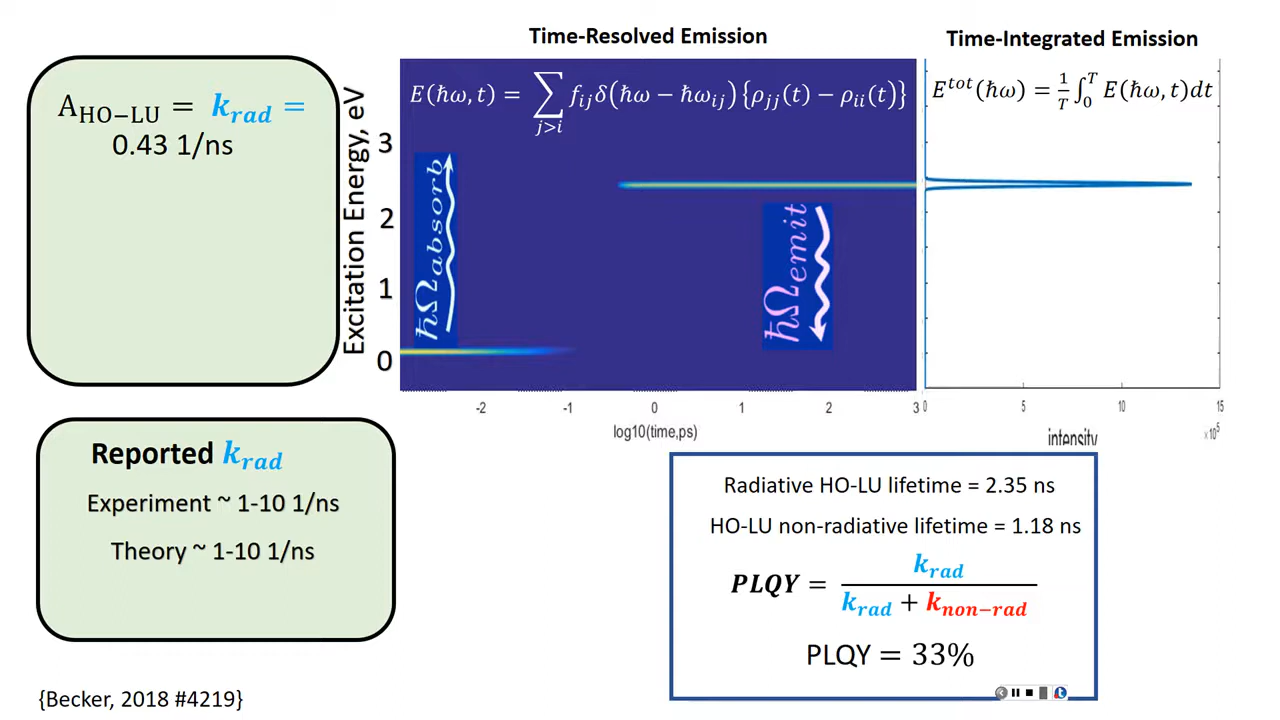 Time-Resolved Emission
Time-Integrated Emission
A_HO−LU = k_rad =
0.43 1/ns
E(ħω, t) = ∑_{j>i} f_ij δ(ħω − ħω_ij) {ρ_jj(t) − ρ_ii(t)}
E^tot(ħω) = 1/T ∫_0^T E(ħω, t)dt
Excitation Energy, eV
3
2
1
0
ħΩabsorb
ħΩemit
-2 -1 0 1 2 3
log10(time,ps)
0 5 10 15
×10^5
intensity
Reported k_rad
Experiment ~ 1-10 1/ns
Theory ~ 1-10 1/ns
Radiative HO-LU lifetime = 2.35 ns
HO-LU non-radiative lifetime = 1.18 ns
PLQY = k_rad / (k_rad + k_non−rad)
PLQY = 33%
{Becker, 2018 #4219}